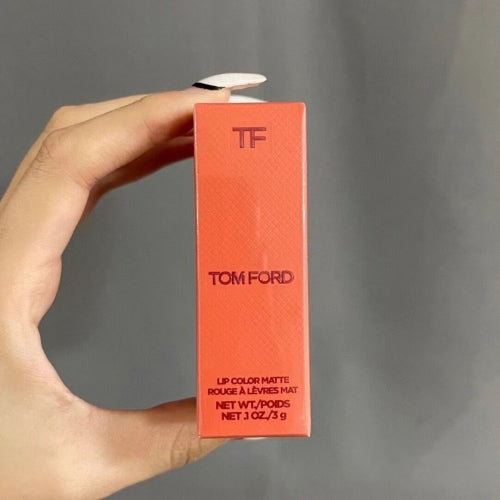 TF
TOM FORD
LIP COLOR MATTE
ROUGE À LÈVRES MAT
NET WT./POIDS
NET .1 OZ./3 g